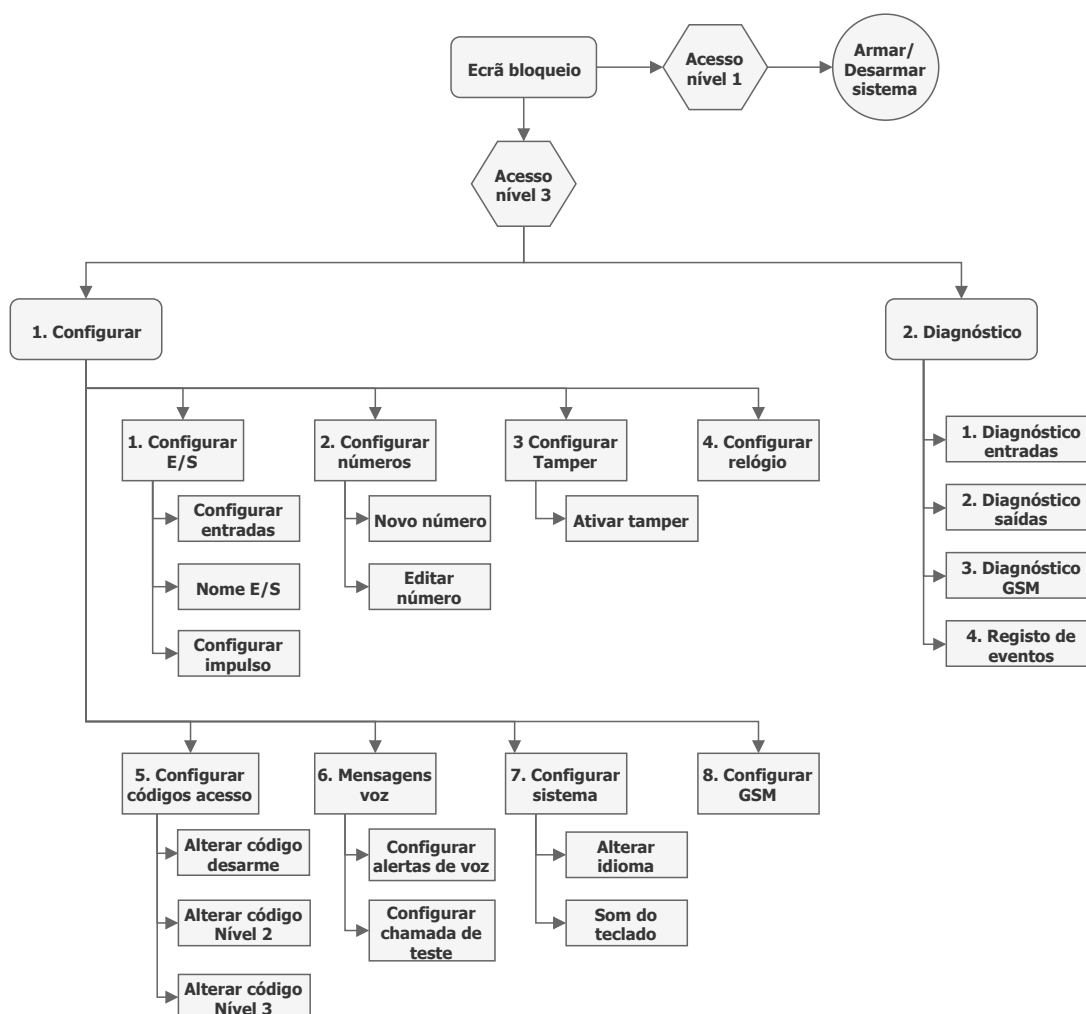 Ecrã bloqueio
Acesso
nível 1
Armar/
Desarmar
sistema
Acesso
nível 3
1. Configurar
2. Diagnóstico
1. Configurar
E/S
2. Configurar
números
3 Configurar
Tamper
4. Configurar
relógio
Configurar
entradas
Nome E/S
Configurar
impulso
Novo número
Editar
número
Ativar tamper
1. Diagnóstico
entradas
2. Diagnóstico
saídas
3. Diagnóstico
GSM
4. Registo de
eventos
5. Configurar
códigos acesso
6. Mensagens
voz
7. Configurar
sistema
8. Configurar
GSM
Alterar código
desarme
Alterar código
Nível 2
Alterar código
Nível 3
Configurar
alertas de voz
Configurar
chamada de
teste
Alterar
idioma
Som do
teclado